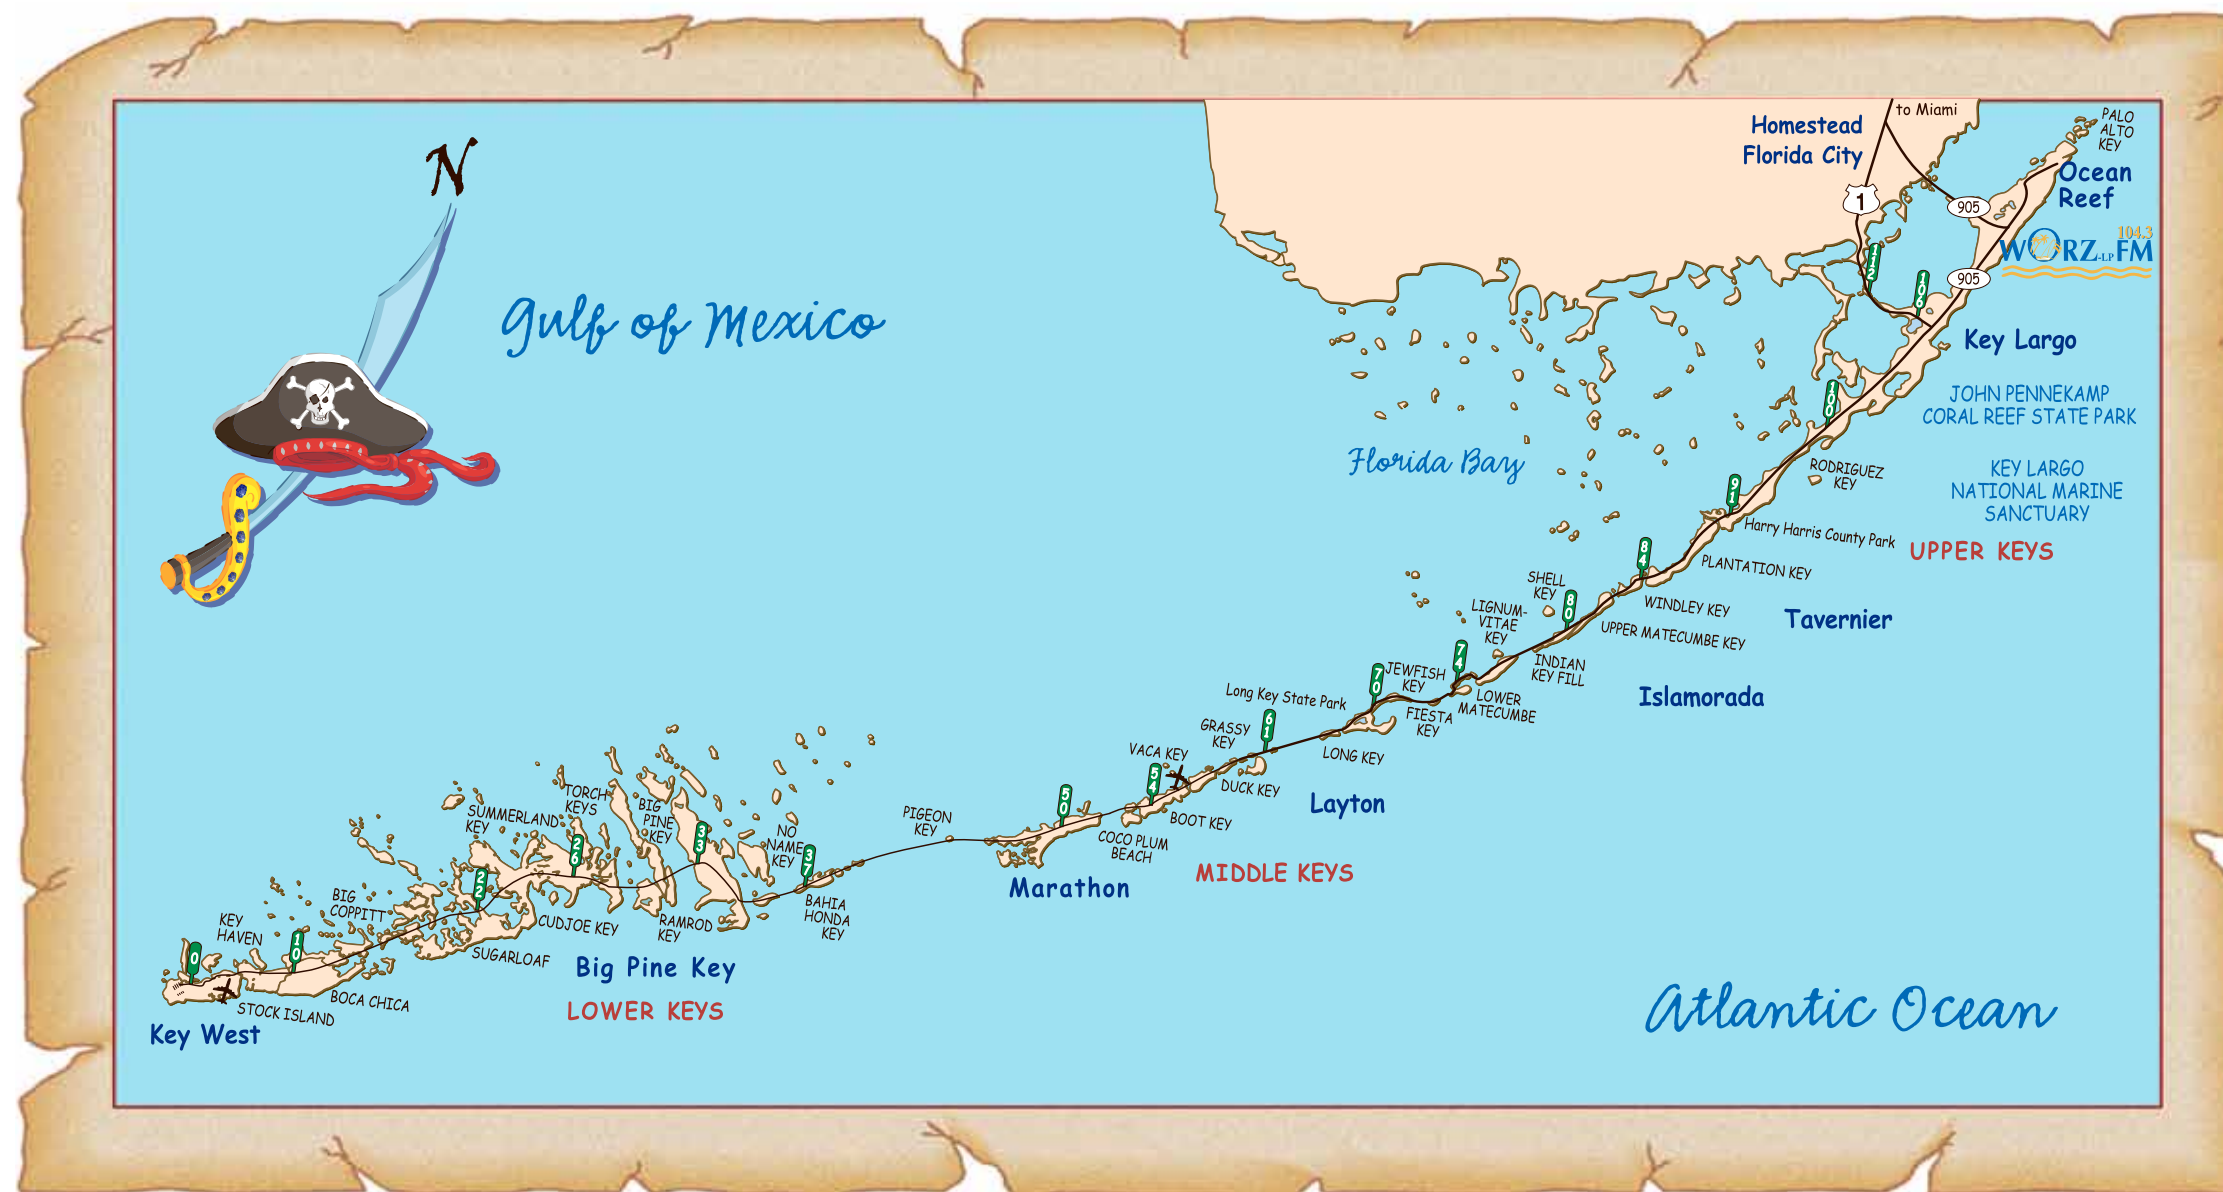 to Miami
Homestead
Florida City
PALO
ALTO
KEY
Ocean
Reef
1
905
104.3
WORZ-LP FM
905
112
106
N
Gulf of Mexico
Key Largo
JOHN PENNEKAMP
CORAL REEF STATE PARK
100
Florida Bay
RODRIGUEZ
KEY
KEY LARGO
NATIONAL MARINE
SANCTUARY
91
Harry Harris County Park
UPPER KEYS
84
PLANTATION KEY
SHELL
KEY
80
WINDLEY KEY
Tavernier
LIGNUM-
VITAE
KEY
UPPER MATECUMBE KEY
74
INDIAN
KEY FILL
Islamorada
70
JEWFISH
KEY
LOWER
MATECUMBE
Long Key State Park
FIESTA
KEY
61
GRASSY
KEY
LONG KEY
VACA KEY
54
DUCK KEY
Layton
BOOT KEY
50
COCO PLUM
BEACH
MIDDLE KEYS
Marathon
PIGEON
KEY
TORCH
KEYS
BIG
PINE
KEY
SUMMERLAND
KEY
33
NO
NAME
KEY
37
26
22
BAHIA
HONDA
KEY
RAMROD
KEY
CUDJOE KEY
BIG
COPPITT
SUGARLOAF
Big Pine Key
LOWER KEYS
KEY
HAVEN
10
0
BOCA CHICA
STOCK ISLAND
Key West
Atlantic Ocean